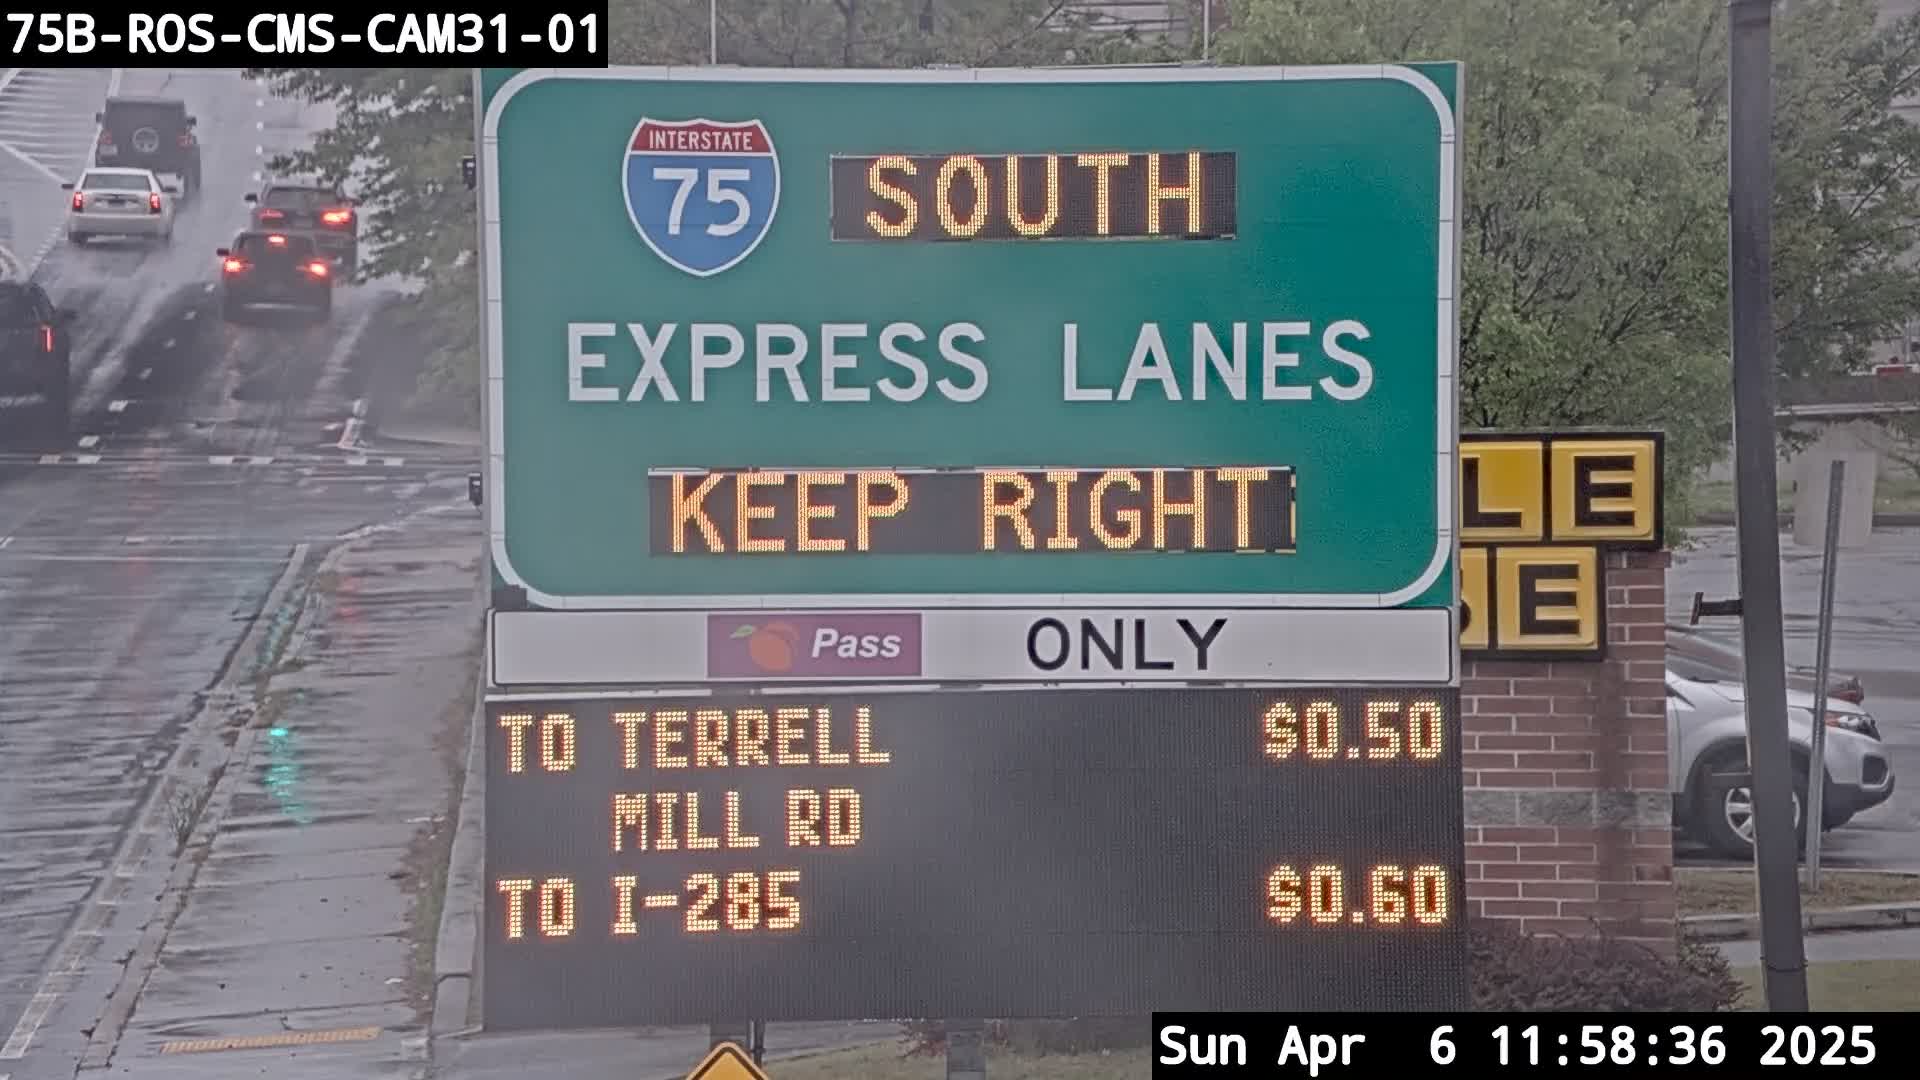 75B-ROS-CMS-CAM31-01
INTERSTATE
75
SOUTH
EXPRESS LANES
KEEP RIGHT
Pass ONLY
TO TERRELL $0.50
MILL RD
TO I-285 $0.60
LE
E
Sun Apr 6 11:58:36 2025